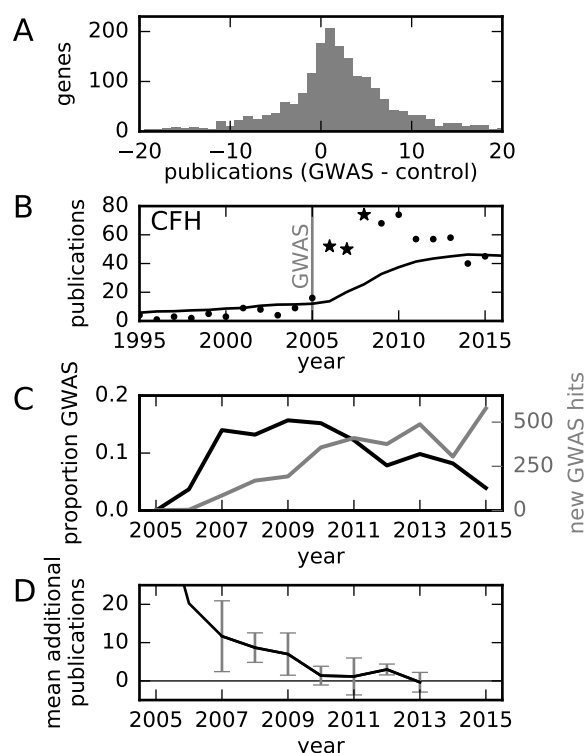 A
genes
200
100
0
−20
−10
0
10
20
publications (GWAS - control)
B
publications
80
60
40
20
0
CFH
GWAS
1995
2000
2005
2010
2015
year
C
proportion GWAS
0.2
0.1
0.0
new GWAS hits
500
250
0
2005
2007
2009
2011
2013
2015
year
D
mean additional
publications
20
10
0
2005
2007
2009
2011
2013
2015
year